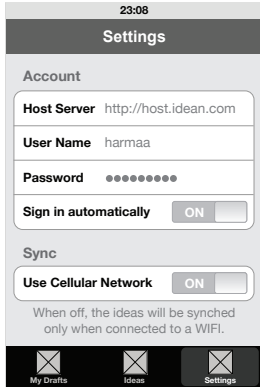 23:08
Settings
Account
Host Server http://host.idean.com
User Name harmaa
Password ●●●●●●●●●
Sign in automatically ON
Sync
Use Cellular Network ON
When off, the ideas will be synched
only when connected to a WIFI.
My Drafts Ideas Settings